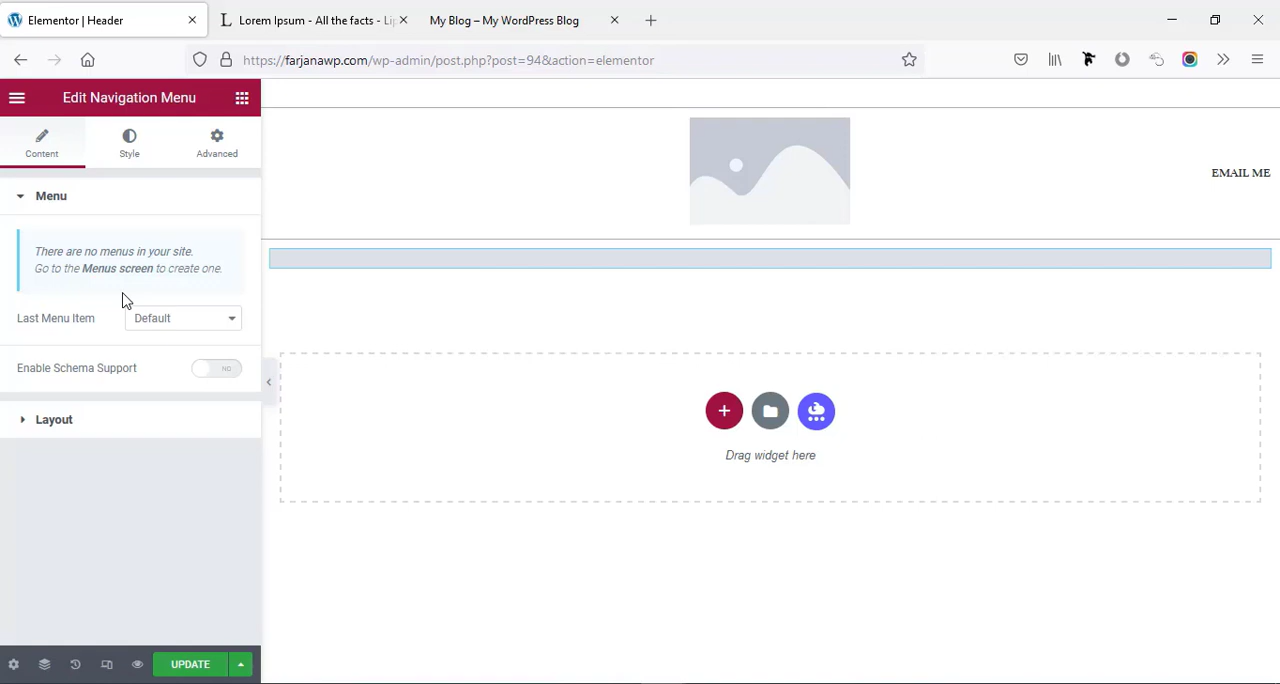 Elementor | Header
Lorem Ipsum - All the facts - Lip
My Blog – My WordPress Blog
https://farjanawp.com/wp-admin/post.php?post=94&action=elementor
Edit Navigation Menu
Content
Style
Advanced
Menu
There are no menus in your site.
Go to the Menus screen to create one.
Last Menu Item
Default
Enable Schema Support
NO
Layout
UPDATE
EMAIL ME
Drag widget here